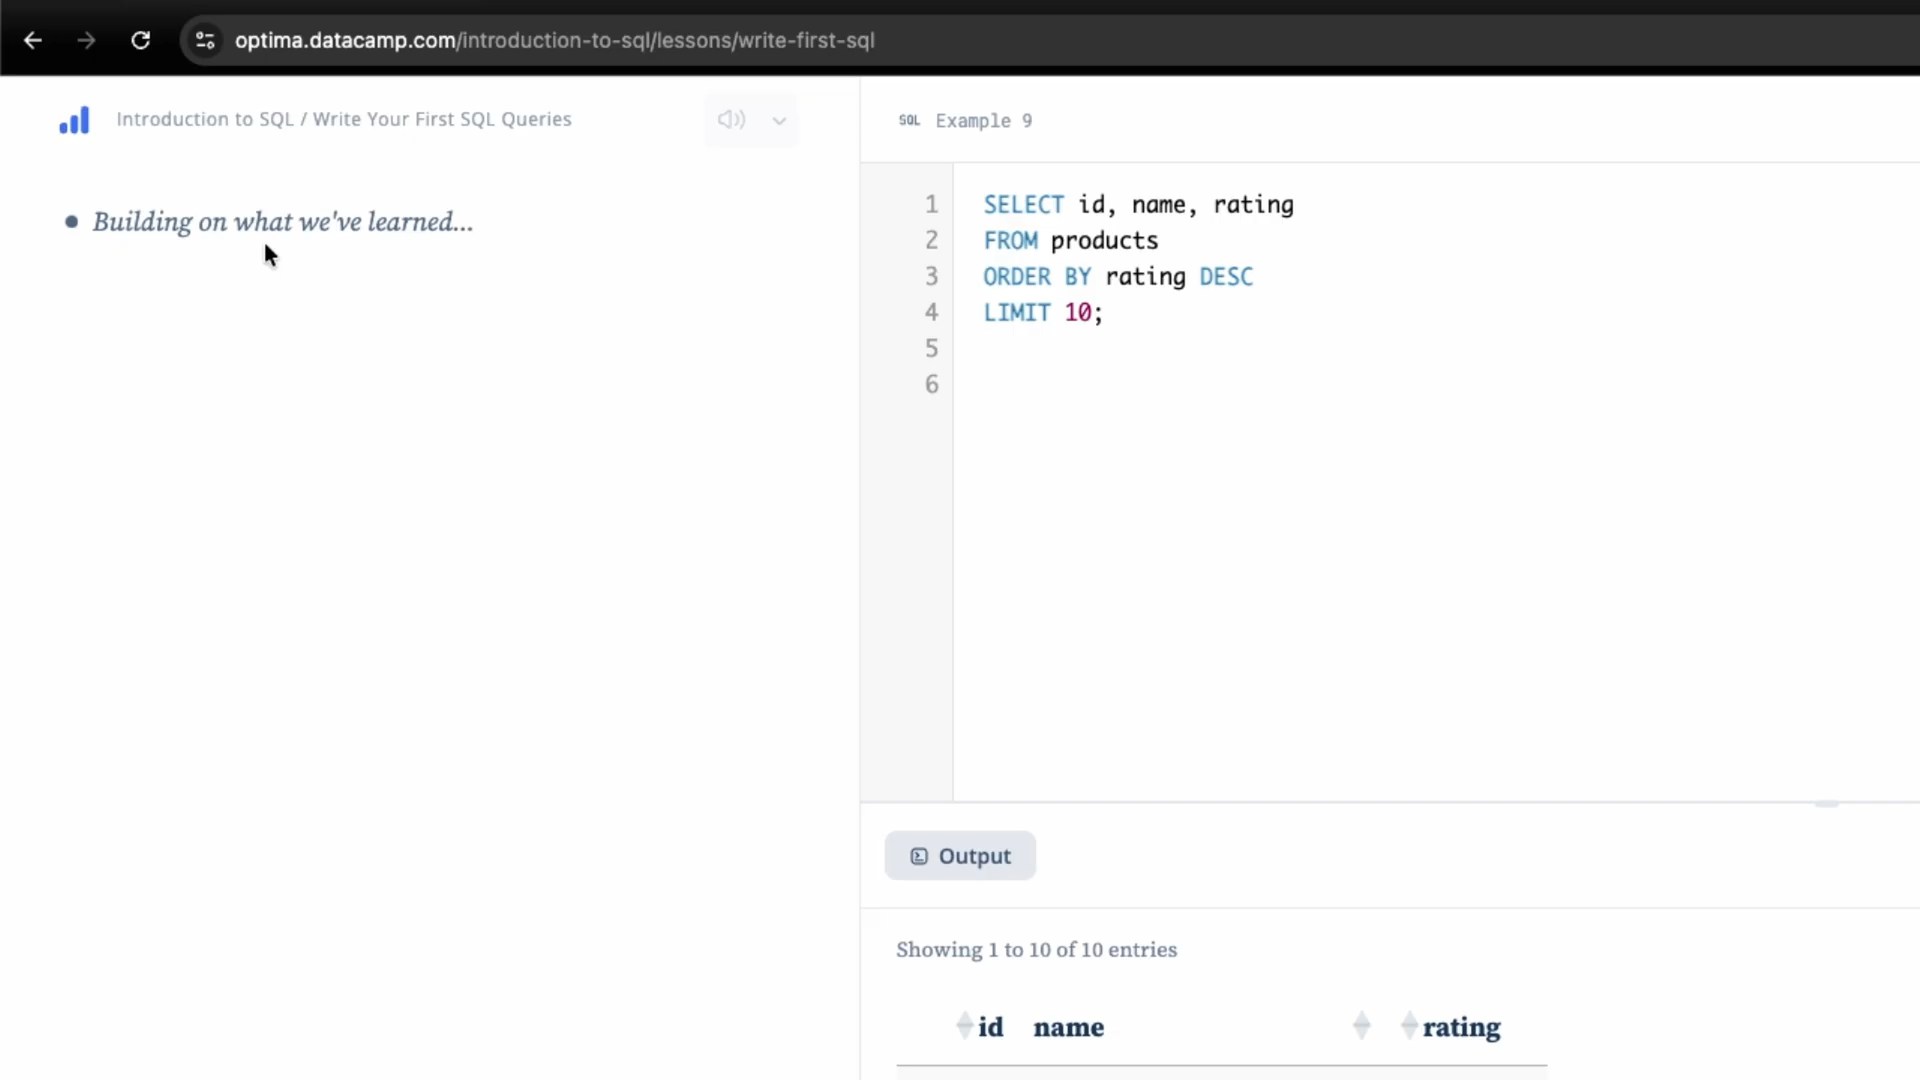 optima.datacamp.com/introduction-to-sql/lessons/write-first-sql
Introduction to SQL / Write Your First SQL Queries
Building on what we've learned...
SQL Example 9
1 SELECT id, name, rating
2 FROM products
3 ORDER BY rating DESC
4 LIMIT 10;
5
6
Output
Showing 1 to 10 of 10 entries
id name rating